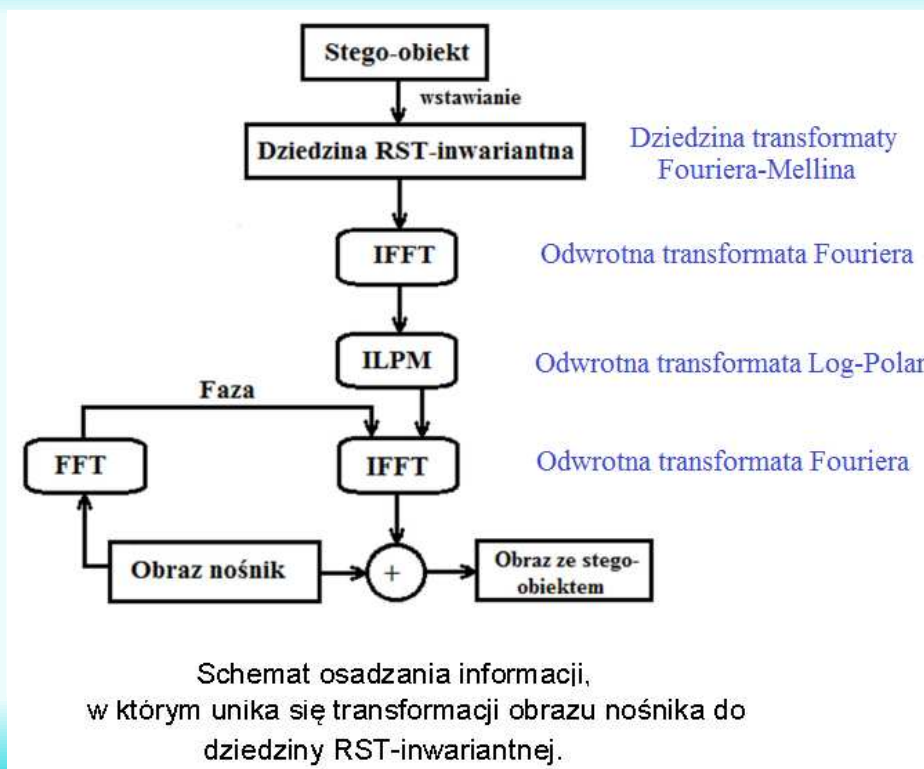 Stego-obiekt
wstawianie
Dziedzina RST-inwariantna
Dziedzina transformaty
Fouriera-Mellina
IFFT
Odwrotna transformata Fouriera
ILPM
Odwrotna transformata Log-Polar
Faza
FFT
IFFT
Odwrotna transformata Fouriera
Obraz nośnik
+
Obraz ze stego-
obiektem
Schemat osadzania informacji,
w którym unika się transformacji obrazu nośnika do
dziedziny RST-inwariantnej.